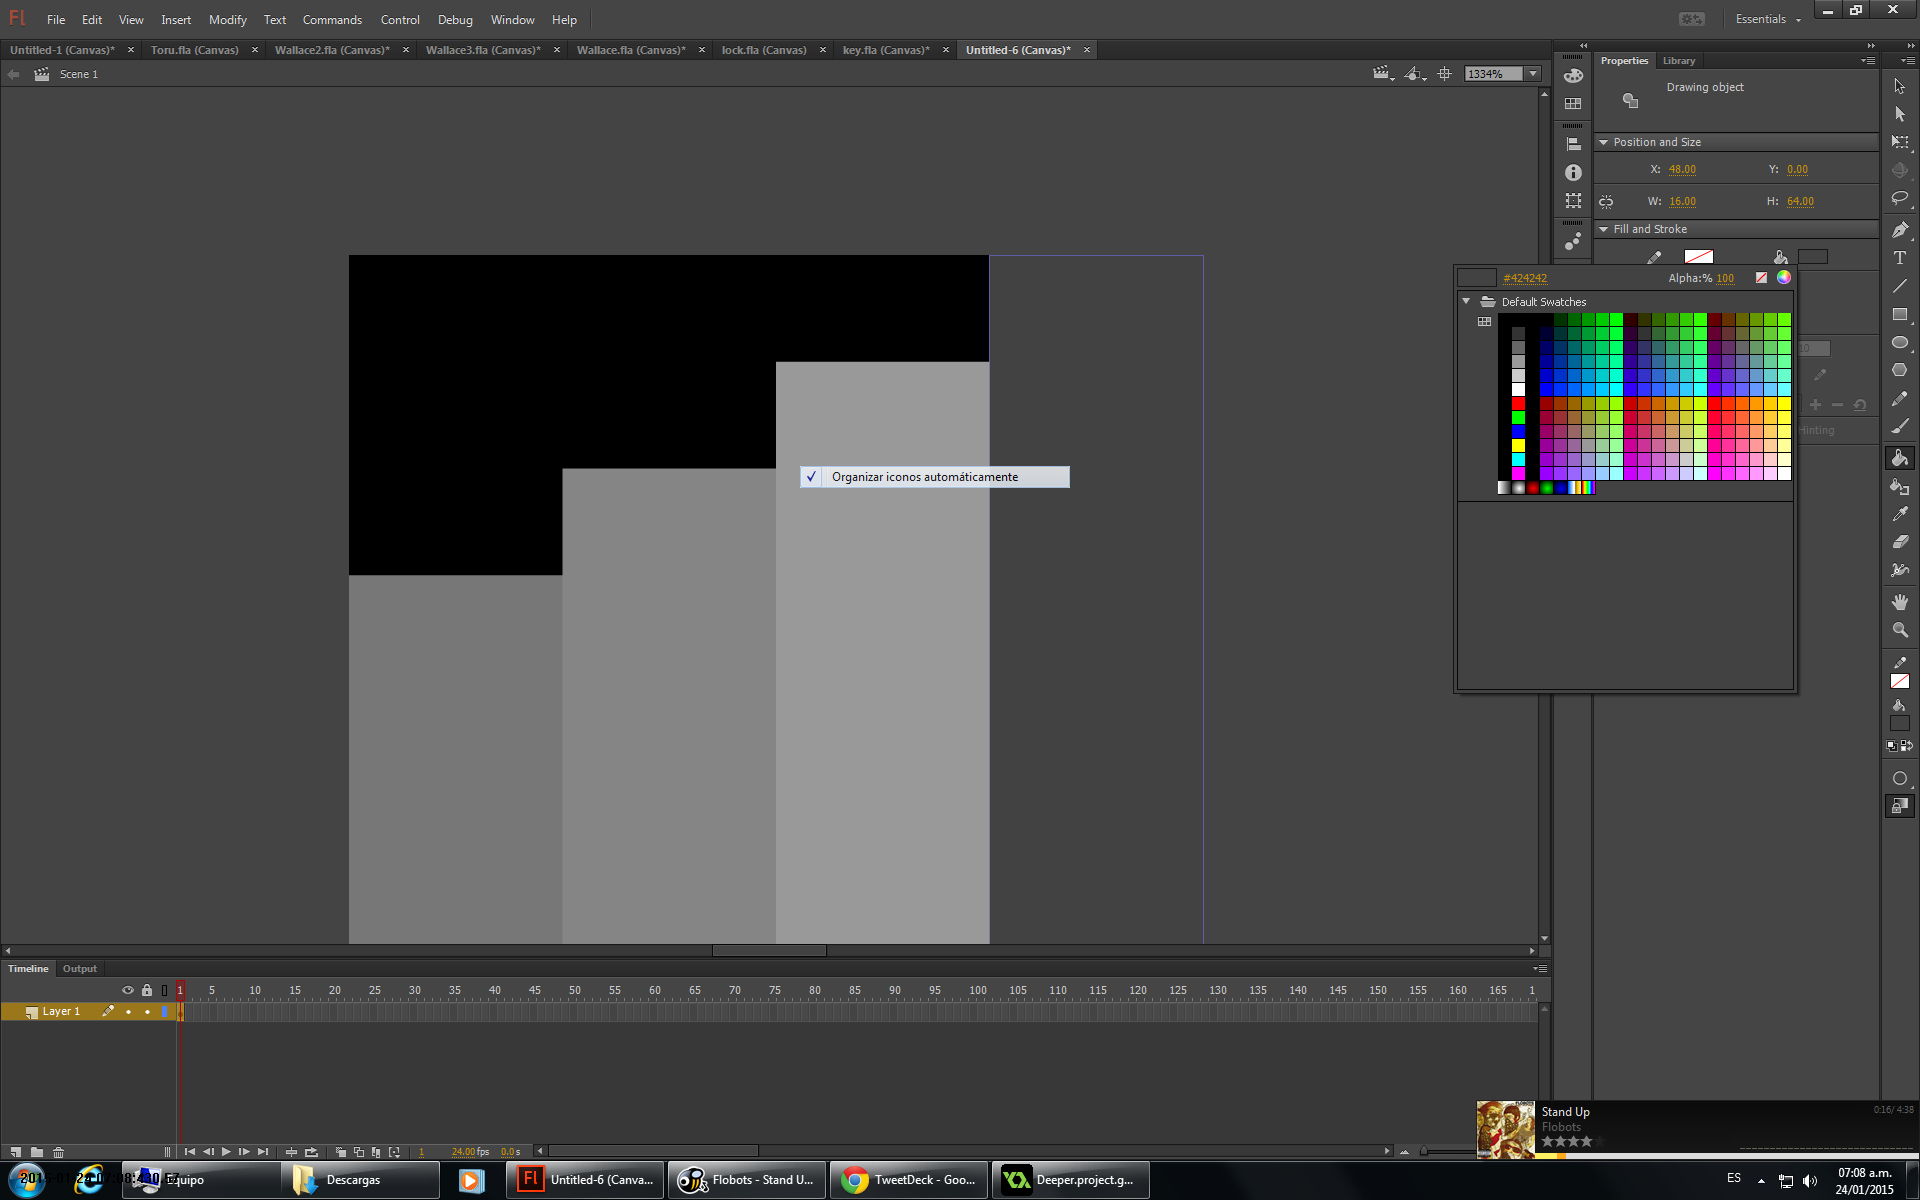 Fl File Edit View Insert Modify Text Commands Control Debug Window Help Essentials
Untitled-1 (Canvas)* Toru.fla (Canvas) Wallace2.fla (Canvas)* Wallace3.fla (Canvas)* Wallace.fla (Canvas)* lock.fla (Canvas) key.fla (Canvas)* Untitled-6 (Canvas)*
Scene 1 1334%
Properties Library
Drawing object
Position and Size
X: 48.00 Y: 0.00
W: 16.00 H: 64.00
Fill and Stroke
#424242 Alpha:% 100
Default Swatches
Hinting
Organizar iconos automáticamente
Timeline Output
1 5 10 15 20 25 30 35 40 45 50 55 60 65 70 75 80 85 90 95 100 105 110 115 120 125 130 135 140 145 150 155 160 165 1
Layer 1
1 24.00 fps 0.0 s
Stand Up 0:16/ 4:38
Flobots
Equipo Descargas Fl Untitled-6 (Canva... Flobots - Stand U... TweetDeck - Goo... Deeper.project.g... ES
07:08 a.m.
24/01/2015